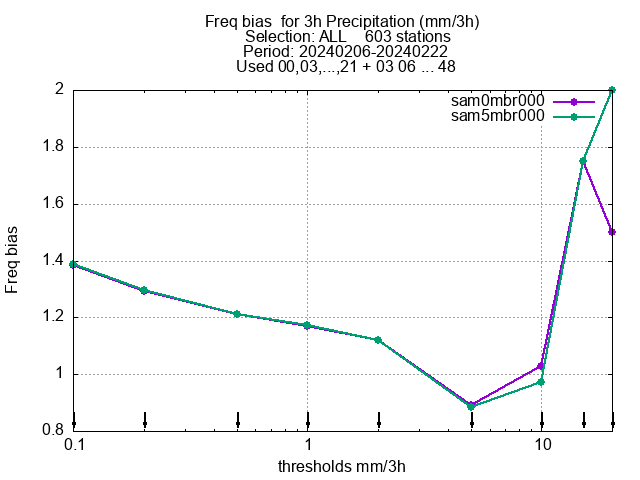 Freq bias  for 3h Precipitation (mm/3h)
Selection: ALL    603 stations
Period: 20240206-20240222
Used 00,03,...,21 + 03 06 ... 48
sam0mbr000
sam5mbr000
2
1.8
1.6
1.4
1.2
1
0.8
Freq bias
0.1 1 10
thresholds mm/3h